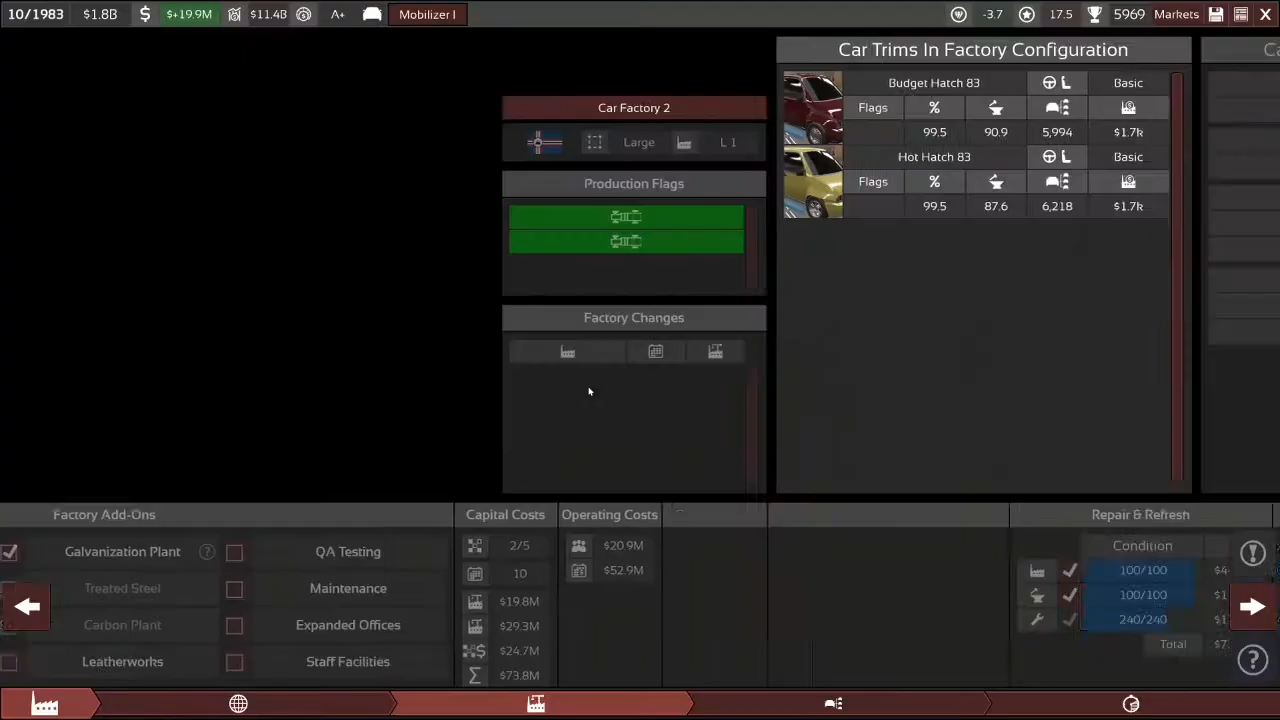 10/1983 $1.8B $ $+19.9M $11.4B A+ Mobilizer I -3.7 17.5 5969 Markets X
Car Trims In Factory Configuration
Budget Hatch 83 L Basic
Flags %
99.5 90.9 5,994 $1.7k
Hot Hatch 83 L Basic
Flags %
99.5 87.6 6,218 $1.7k
Car Factory 2
Large L 1
Production Flags
Factory Changes
Factory Add-Ons
Galvanization Plant ? QA Testing
Treated Steel Maintenance
Carbon Plant Expanded Offices
Leatherworks Staff Facilities
Capital Costs
2/5
10
$19.8M
$29.3M
$24.7M
Σ $73.8M
Operating Costs
$20.9M
$52.9M
Repair & Refresh
Condition
100/100
100/100
240/240
Total